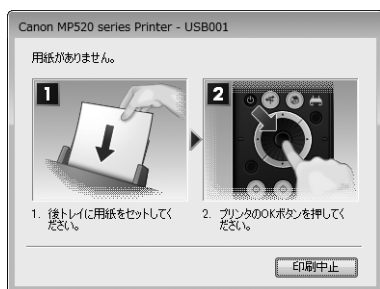 Canon MP520 series Printer - USB001
用紙がありません。
1
2
1. 後トレイに用紙をセットしてく
ださい。
2. プリンタのOKボタンを押してく
ださい。
印刷中止